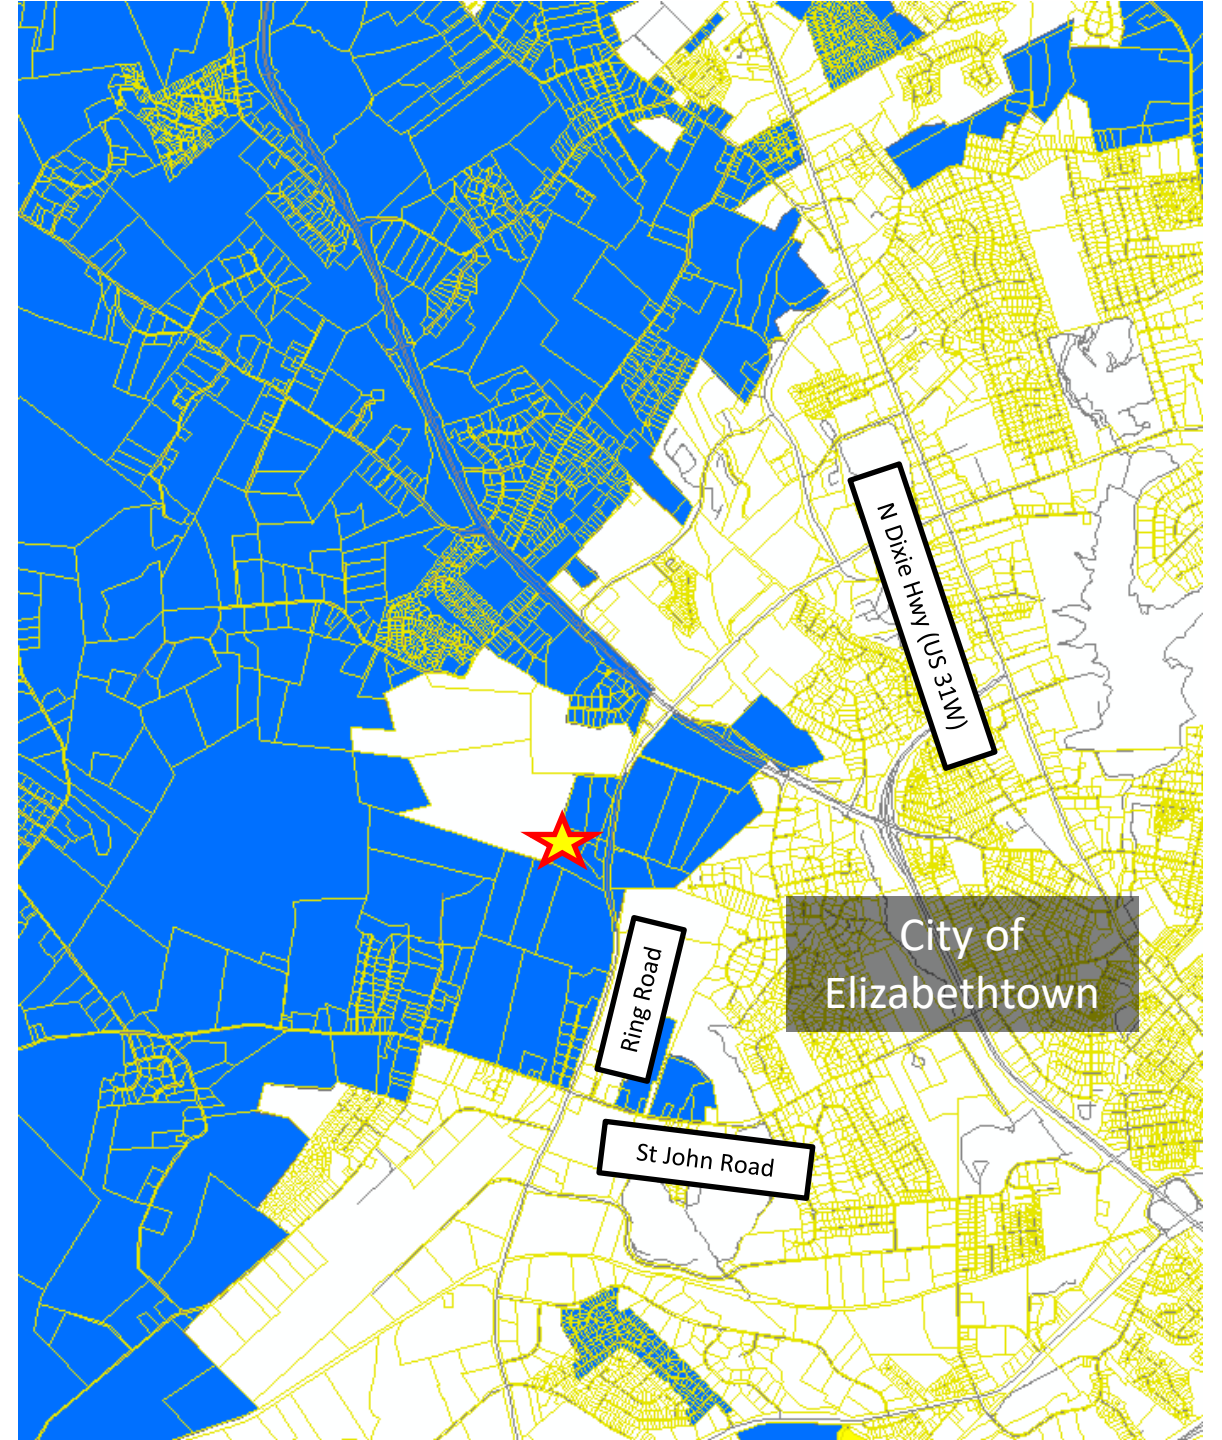 N Dixie Hwy (US 31W)
City of
Elizabethtown
Ring Road
St John Road